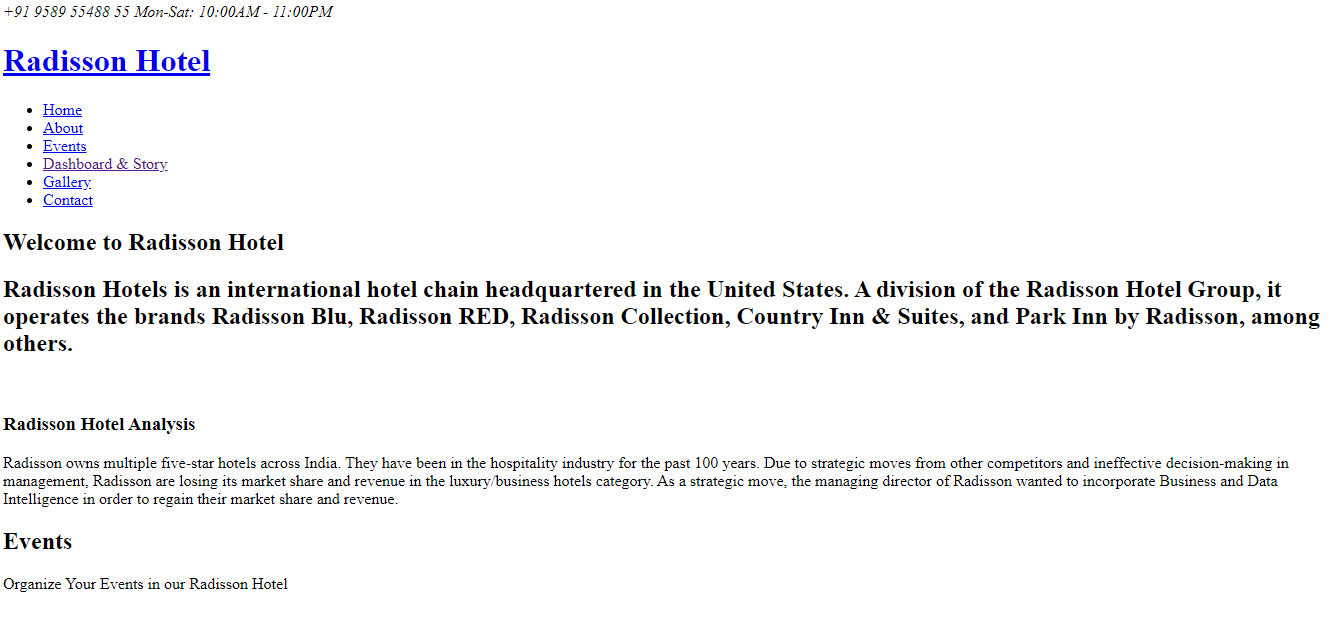 +91 9589 55488 55 Mon-Sat: 10:00AM - 11:00PM
Radisson Hotel
Home
About
Events
Dashboard & Story
Gallery
Contact
Welcome to Radisson Hotel
Radisson Hotels is an international hotel chain headquartered in the United States. A division of the Radisson Hotel Group, it
operates the brands Radisson Blu, Radisson RED, Radisson Collection, Country Inn & Suites, and Park Inn by Radisson, among
others.
Radisson Hotel Analysis
Radisson owns multiple five-star hotels across India. They have been in the hospitality industry for the past 100 years. Due to strategic moves from other competitors and ineffective decision-making in
management, Radisson are losing its market share and revenue in the luxury/business hotels category. As a strategic move, the managing director of Radisson wanted to incorporate Business and Data
Intelligence in order to regain their market share and revenue.
Events
Organize Your Events in our Radisson Hotel